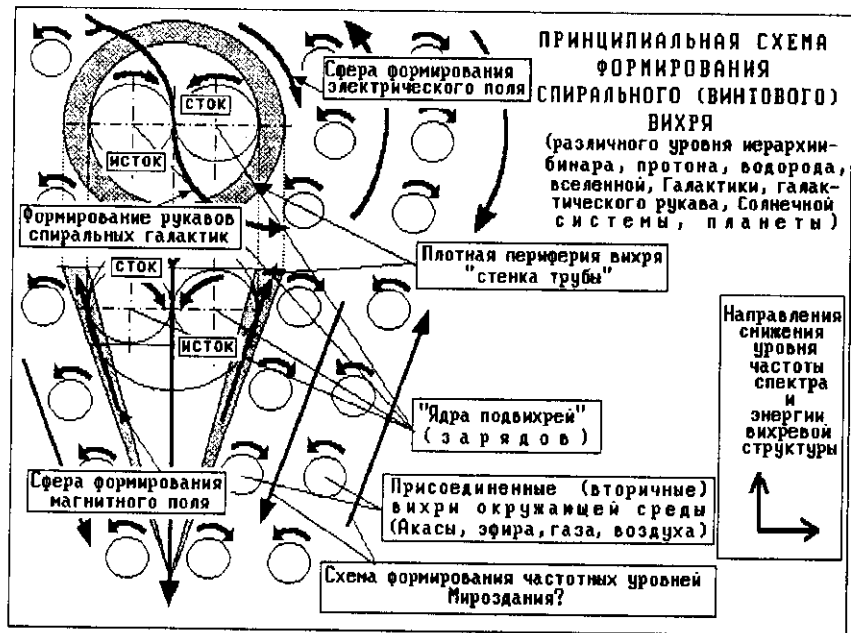 ПРИНЦИПИАЛЬНАЯ СХЕМА
ФОРМИРОВАНИЯ
СПИРАЛЬНОГО (ВИНТОВОГО)
ВИХРЯ
(различного уровня иерархии-
бинара, протона, водорода,
вселенной, Галактики, галак-
тического рукава, Солнечной
системы, планеты)
Сфера формирования
электрического поля
СТОК
ИСТОК
Формирование рукавов
спиральных галактик
Плотная периферия вихря
"стенка трубы"
СТОК
ИСТОК
Направления
снижения
уровня
частоты
спектра
и
энергии
вихревой
структуры
"Ядра подвихрей"
(зарядов)
Сфера формирования
магнитного поля
Присоединенные (вторичные)
вихри окружающей среды
(Акасы, эфира, газа, воздуха)
Схема формирования частотных уровней
Мироздания?